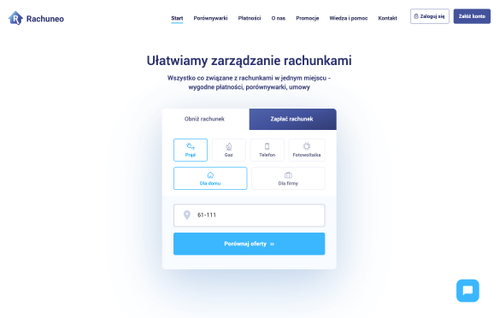 Rachuneo
Start Porównywarki Płatności O nas Promocje Wiedza i pomoc Kontakt
Zaloguj się
Załóż konto
Ułatwiamy zarządzanie rachunkami
Wszystko co związane z rachunkami w jednym miejscu -
wygodne płatności, porównywarki, umowy
Obniż rachunek
Zapłać rachunek
Prąd Gaz Telefon Fotowoltaika
Dla domu Dla firmy
61-111
Porównaj oferty »